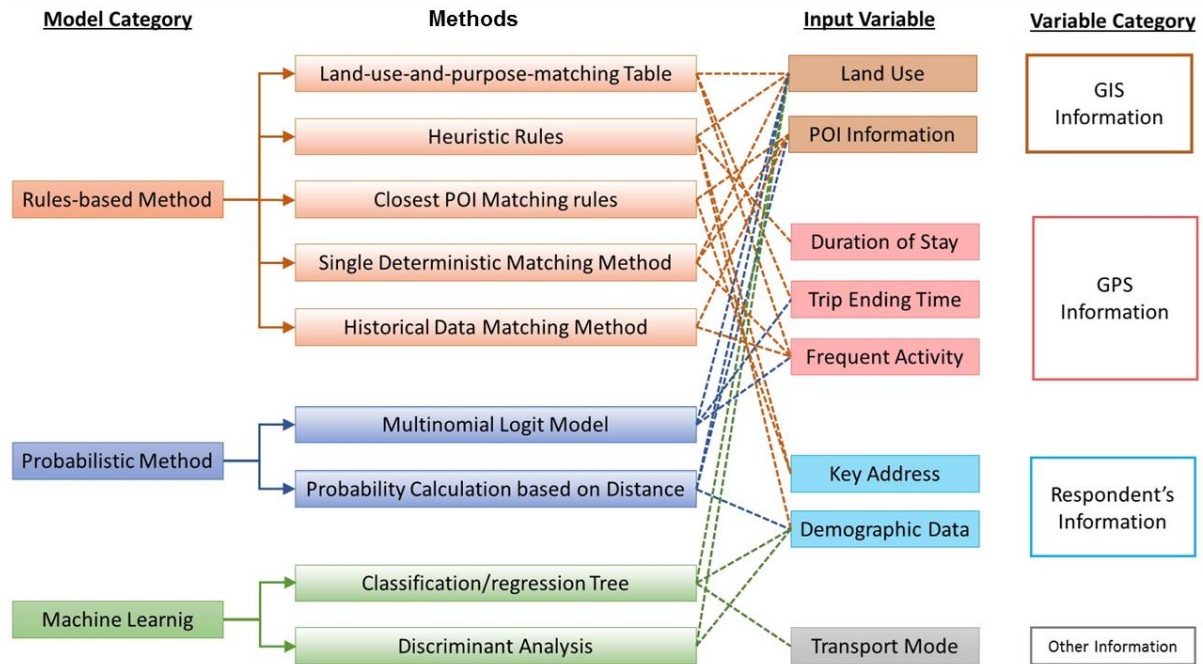 Model Category
Methods
Input Variable
Variable Category
Land-use-and-purpose-matching Table
Heuristic Rules
Closest POI Matching rules
Single Deterministic Matching Method
Historical Data Matching Method
Rules-based Method
Multinomial Logit Model
Probability Calculation based on Distance
Probabilistic Method
Classification/regression Tree
Discriminant Analysis
Machine Learnig
Land Use
POI Information
Duration of Stay
Trip Ending Time
Frequent Activity
Key Address
Demographic Data
Transport Mode
GIS
Information
GPS
Information
Respondent's
Information
Other Information